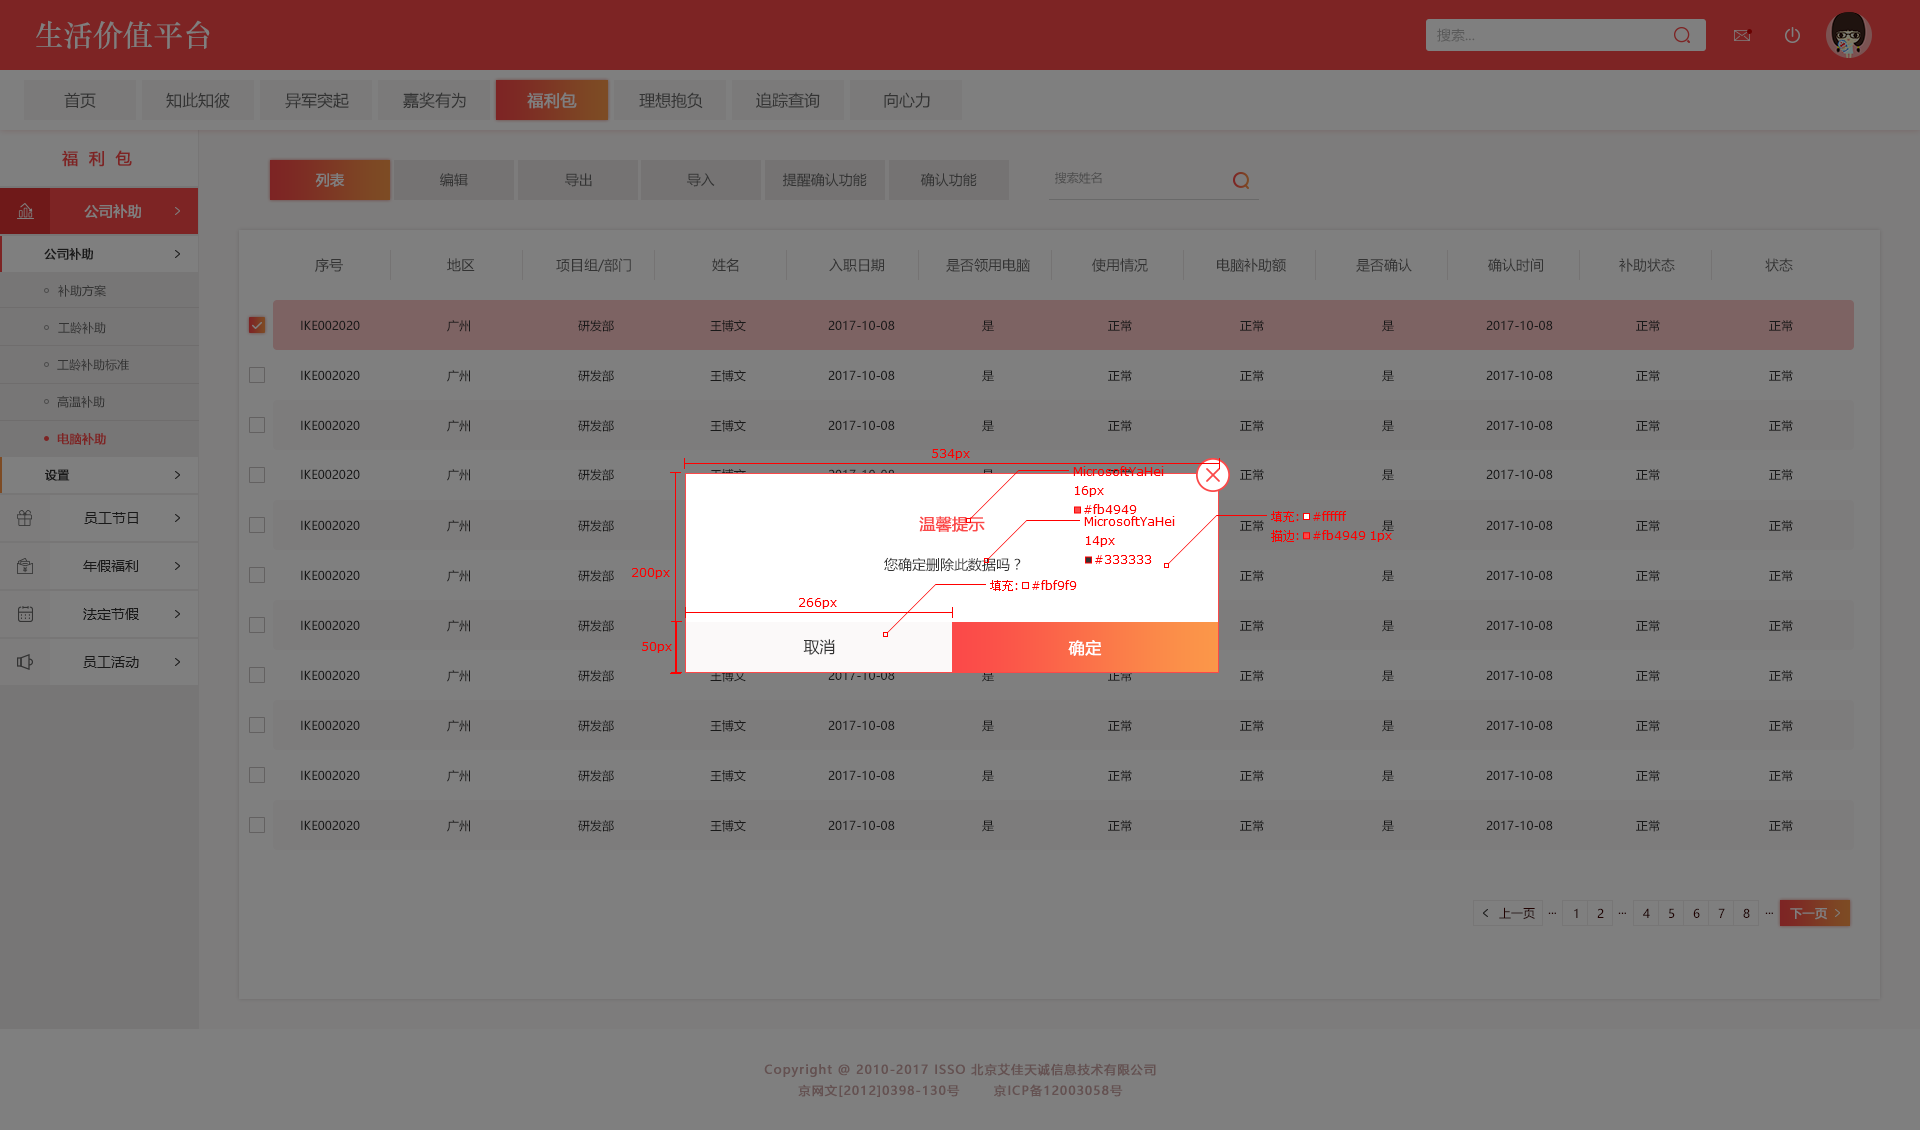 生活价值平台
搜索...
首页 知此知彼 异军突起 嘉奖有为 福利包 理想抱负 追踪查询 向心力
福利包
公司补助
公司补助
补助方案
工龄补助
工龄补助标准
高温补助
电脑补助
设置
员工节日
年假福利
法定节假
员工活动
列表 编辑 导出 导入 提醒确认功能 确认功能 搜索姓名
序号 地区 项目组/部门 姓名 入职日期 是否领用电脑 使用情况 电脑补助额 是否确认 确认时间 补助状态 状态
IKE002020 广州 研发部 王博文 2017-10-08 是 正常 正常 是 2017-10-08 正常 正常
IKE002020 广州 研发部 王博文 2017-10-08 是 正常 正常 是 2017-10-08 正常 正常
IKE002020 广州 研发部 王博文 2017-10-08 是 正常 正常 是 2017-10-08 正常 正常
IKE002020 广州 研发部 王博文 2017-10-08 是 正常 正常 是 2017-10-08 正常 正常
IKE002020 广州 研发部 正常 是 2017-10-08 正常 正常
IKE002020 广州 研发部 正常 是 2017-10-08 正常 正常
IKE002020 广州 研发部 正常 是 2017-10-08 正常 正常
IKE002020 广州 研发部 王博文 2017-10-08 是 正常 正常 是 2017-10-08 正常 正常
IKE002020 广州 研发部 王博文 2017-10-08 是 正常 正常 是 2017-10-08 正常 正常
IKE002020 广州 研发部 王博文 2017-10-08 是 正常 正常 是 2017-10-08 正常 正常
IKE002020 广州 研发部 王博文 2017-10-08 是 正常 正常 是 2017-10-08 正常 正常
534px
MicrosoftYaHei
16px
#fb4949
温馨提示
MicrosoftYaHei
14px
#333333
您确定删除此数据吗？
填充: #ffffff
描边: #fb4949 1px
200px
填充: #fbf9f9
266px
50px
取消
确定
上一页 ... 1 2 ... 4 5 6 7 8 ... 下一页
Copyright @ 2010-2017 ISSO 北京艾佳天诚信息技术有限公司
京网文[2012]0398-130号 京ICP备12003058号